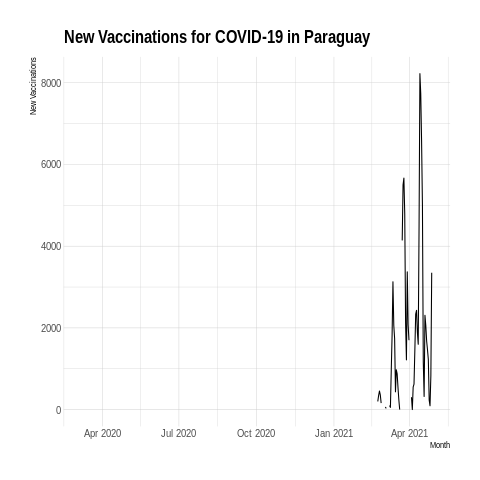 New Vaccinations for COVID-19 in Paraguay
New Vaccinations
8000
6000
4000
2000
0
Apr 2020
Jul 2020
Oct 2020
Jan 2021
Apr 2021
Month